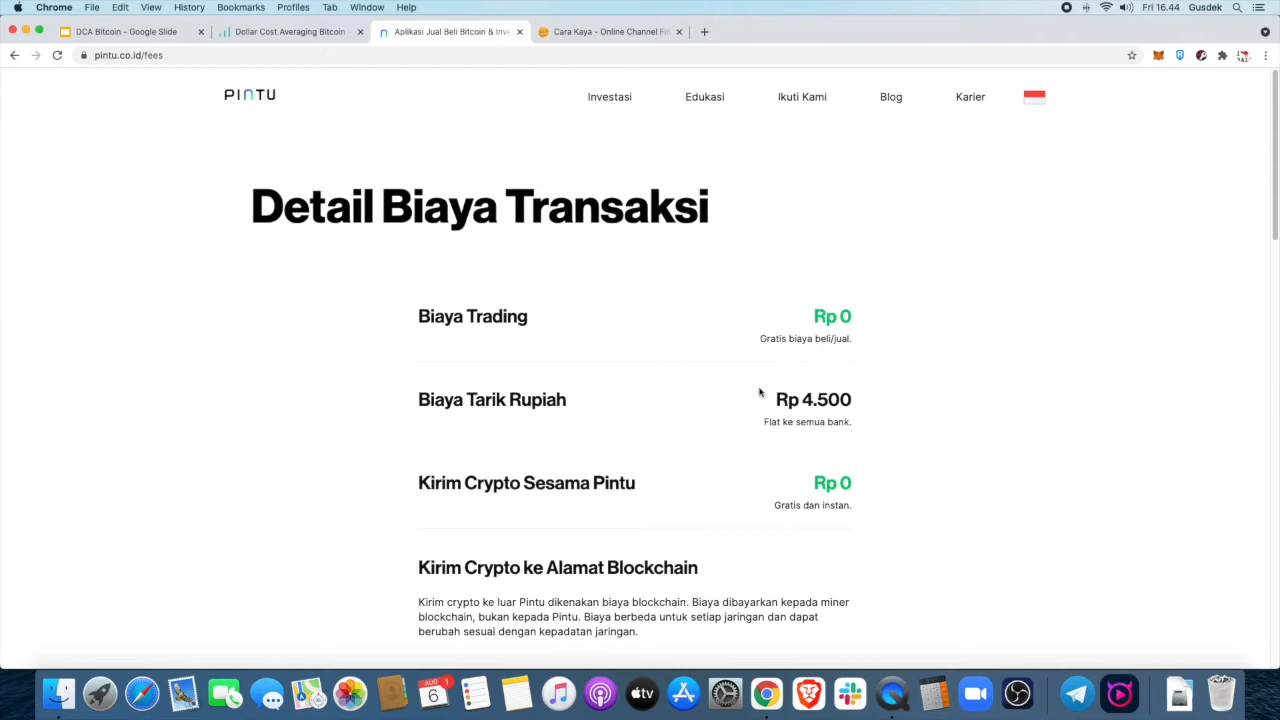 Chrome File Edit View History Bookmarks Profiles Tab Window Help Fri 16.44 Gusdek
DCA Bitcoin - Google Slide Dollar Cost Averaging Bitcoin - Aplikasi Jual Beli Bitcoin & Inve Cara Kaya - Online Channel Fin
pintu.co.id/fees
PINTU Investasi Edukasi Ikuti Kami Blog Karier
Detail Biaya Transaksi
Biaya Trading Rp 0
Gratis biaya beli/jual.
Biaya Tarik Rupiah Rp 4.500
Flat ke semua bank.
Kirim Crypto Sesama Pintu Rp 0
Gratis dan instan.
Kirim Crypto ke Alamat Blockchain
Kirim crypto ke luar Pintu dikenakan biaya blockchain. Biaya dibayarkan kepada miner
blockchain, bukan kepada Pintu. Biaya berbeda untuk setiap jaringan dan dapat
berubah sesuai dengan kepadatan jaringan.
1
6
tv